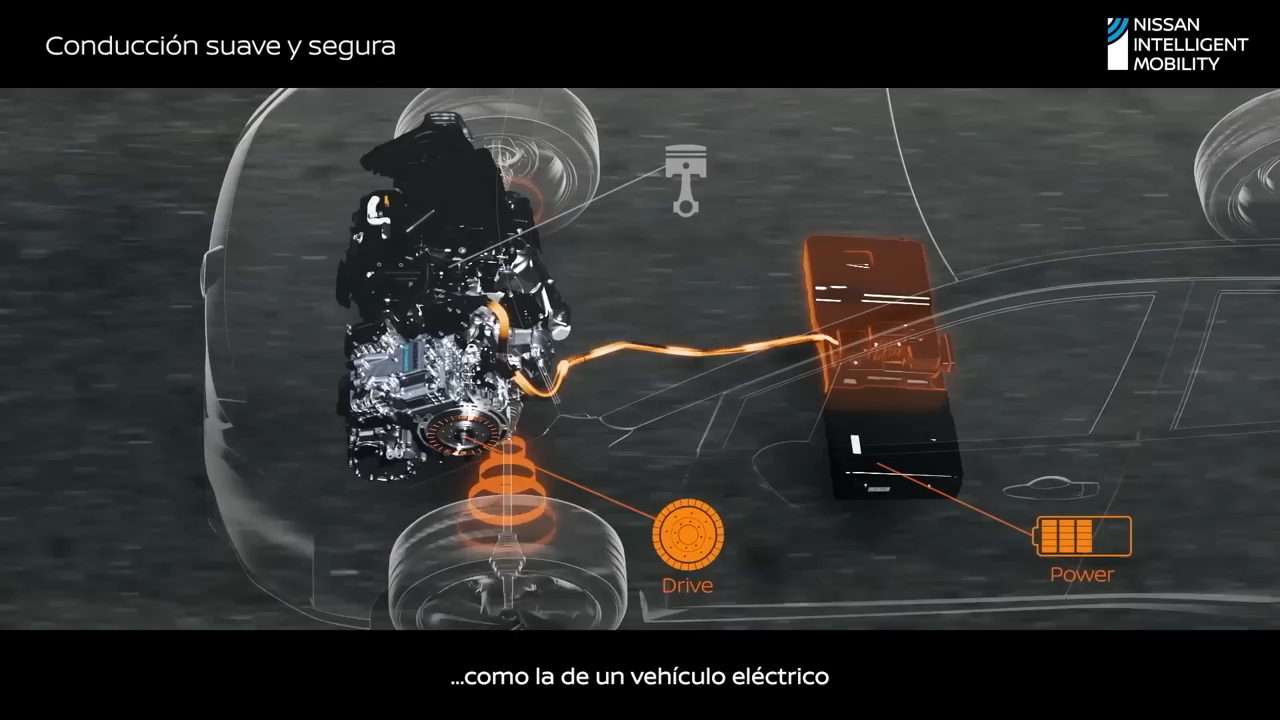 Conducción suave y segura
NISSAN
INTELLIGENT
MOBILITY
Drive
Power
...como la de un vehículo eléctrico